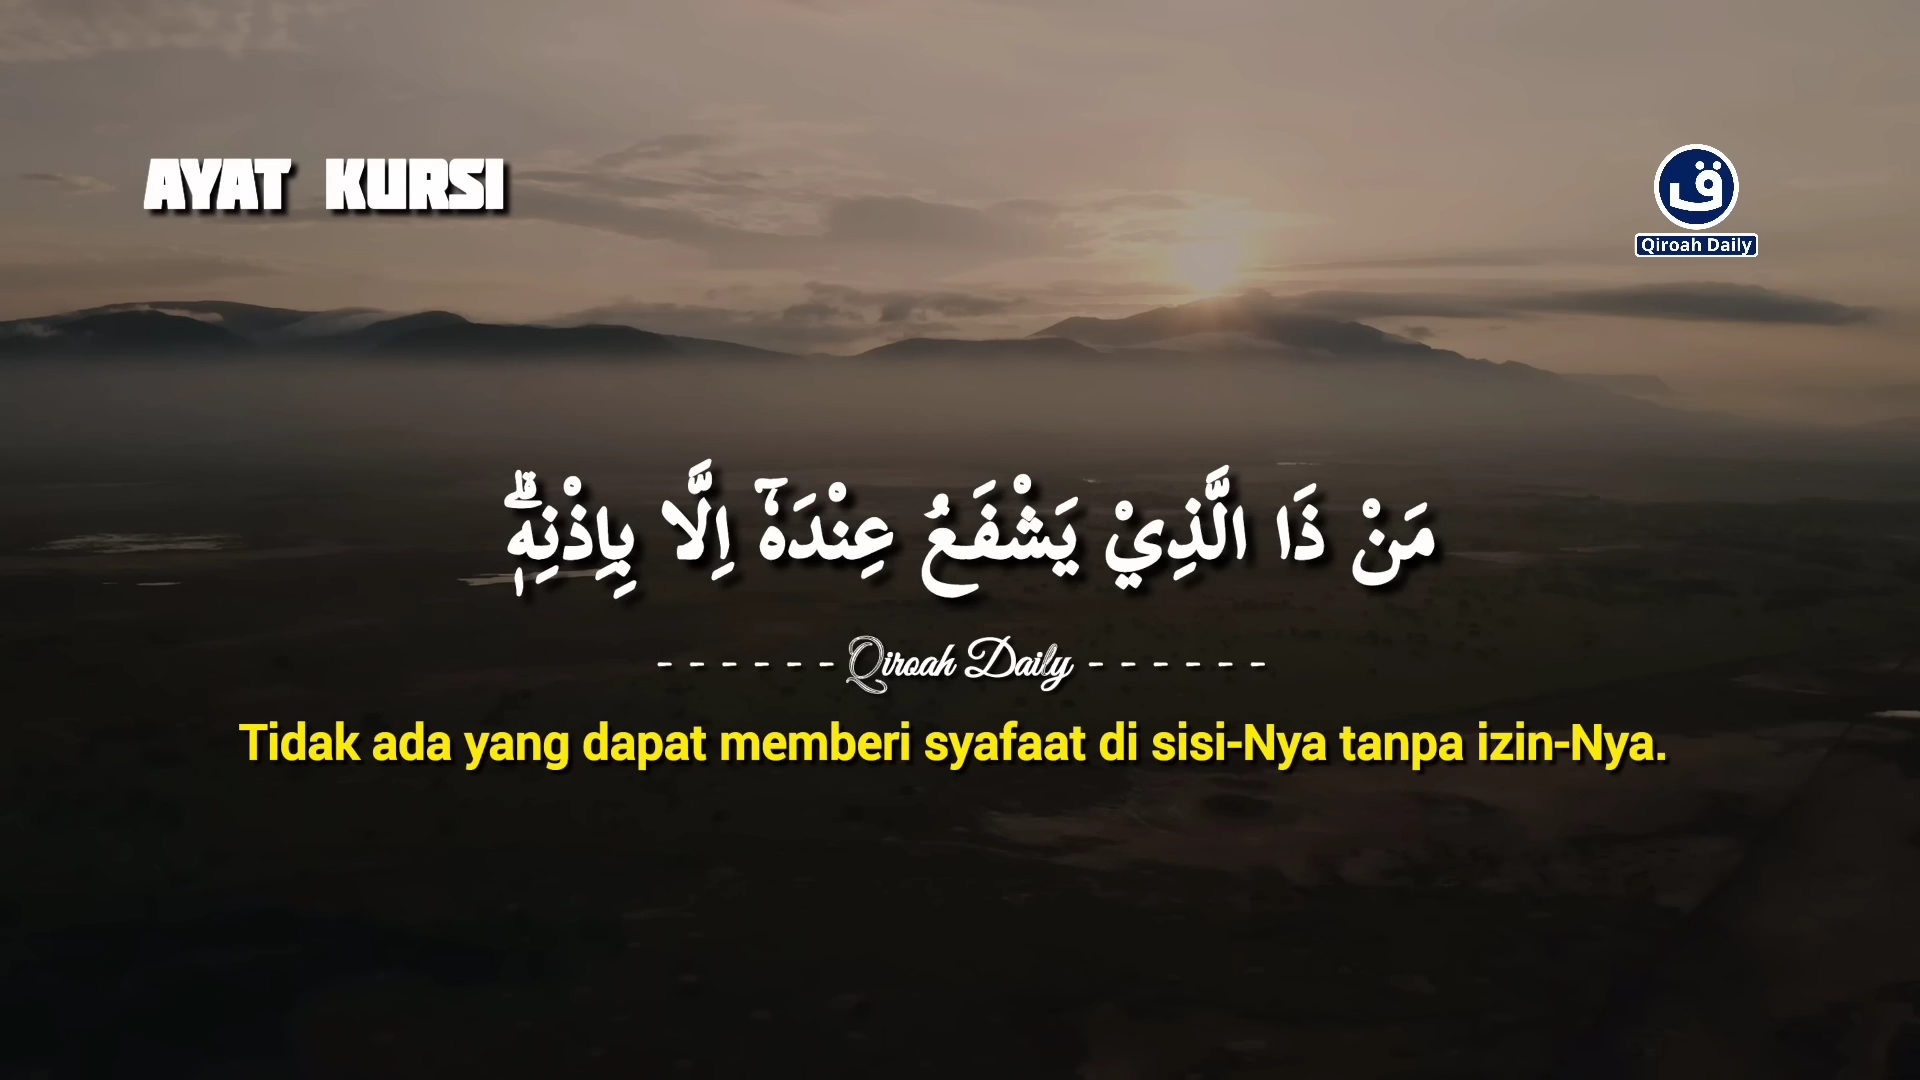 AYAT KURSI
ق
Qiroah Daily
مَنْ ذَا الَّذِيْ يَشْفَعُ عِنْدَهٗٓ اِلَّا بِاِذْنِهٖۗ
- - - - - - Qiroah Daily - - - - - -
Tidak ada yang dapat memberi syafaat di sisi-Nya tanpa izin-Nya.